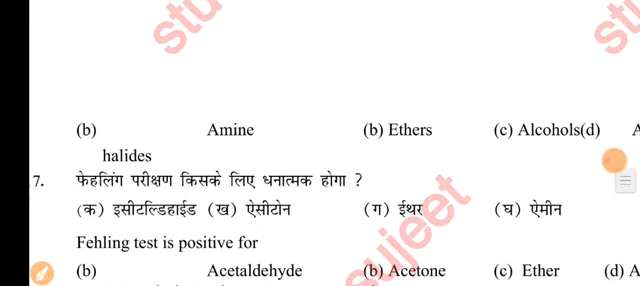 (b) Amine (b) Ethers (c) Alcohols(d)
halides
7. फेहलिंग परीक्षण किसके लिए धनात्मक होगा ?
(क) इसीटल्डिहाईड (ख) ऐसीटोन (ग) ईथर (घ) ऐमीन
Fehling test is positive for
(b) Acetaldehyde (b) Acetone (c) Ether (d) A
sujeet